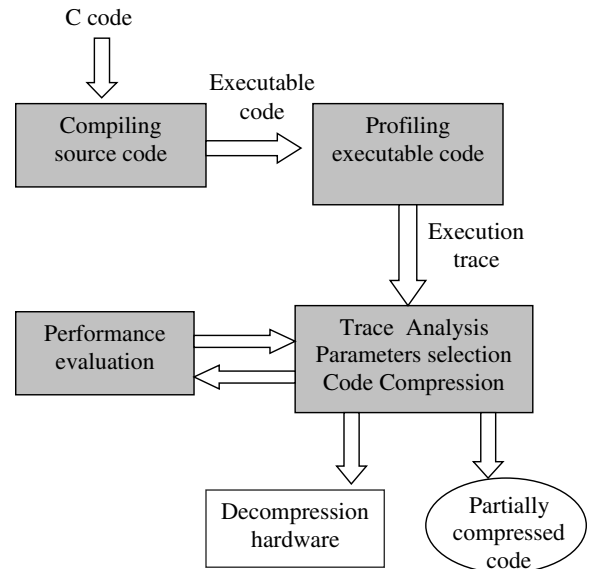 C code
Executable
code
Compiling
source code
Profiling
executable code
Execution
trace
Performance
evaluation
Trace Analysis
Parameters selection
Code Compression
Decompression
hardware
Partially
compressed
code